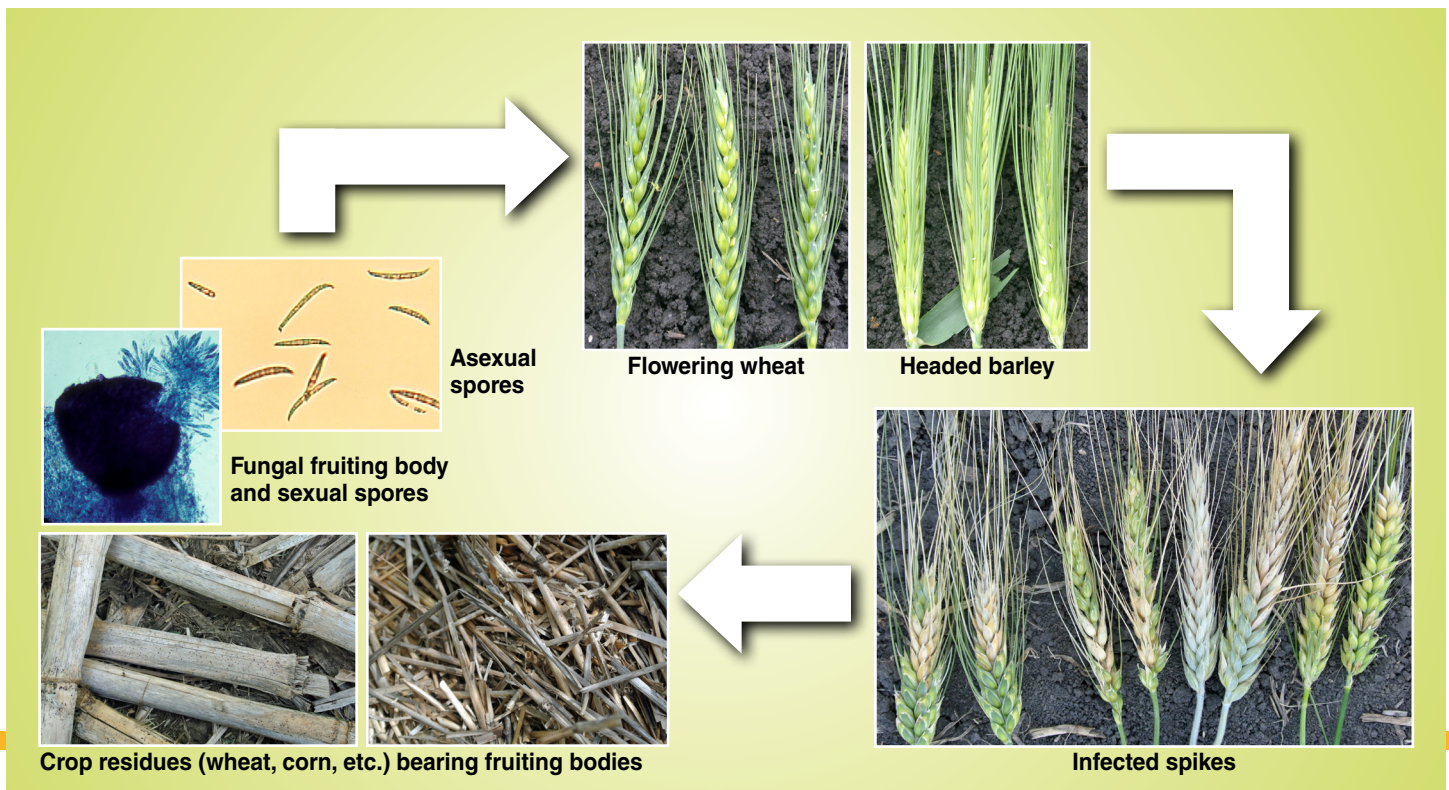 Asexual
spores
Fungal fruiting body
and sexual spores
Flowering wheat
Headed barley
Infected spikes
Crop residues (wheat, corn, etc.) bearing fruiting bodies